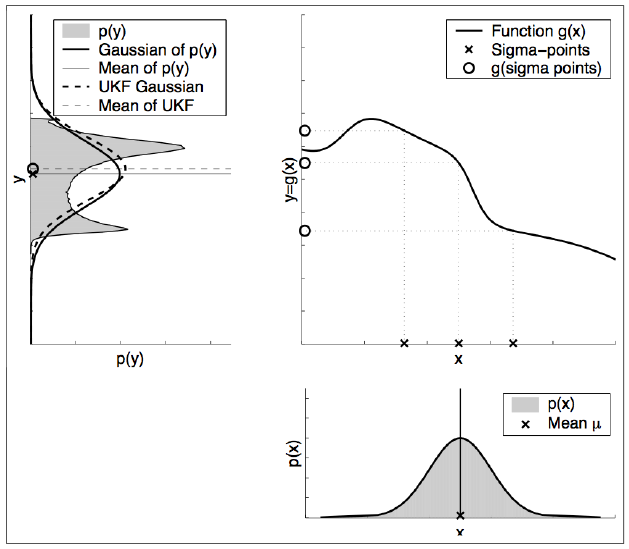 p(y)
Gaussian of p(y)
Mean of p(y)
UKF Gaussian
Mean of UKF
y
p(y)
Function g(x)
Sigma−points
g(sigma points)
y=g(x)
x
p(x)
Mean μ
p(x)
x